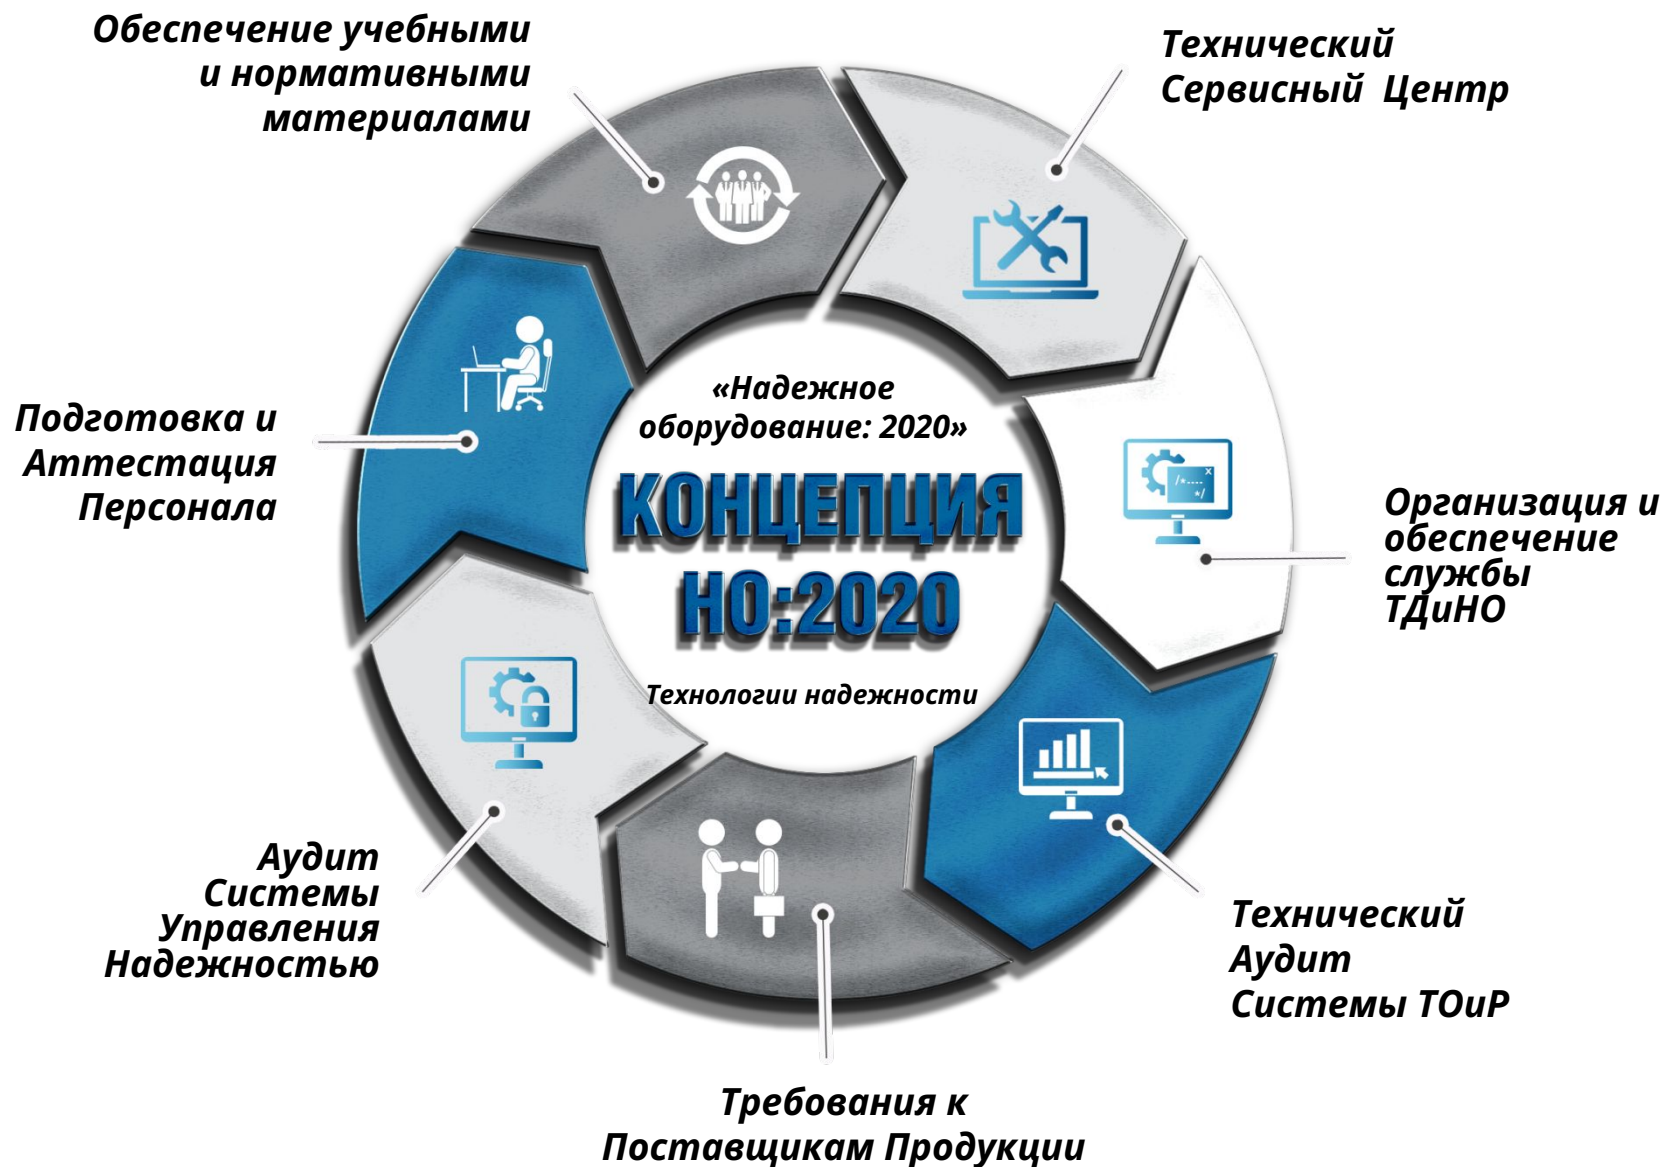 Обеспечение учебными
и нормативными
материалами
Технический
Сервисный Центр
«Надежное
оборудование: 2020»
КОНЦЕПЦИЯ
НО:2020
Технологии надежности
Подготовка и
Аттестация
Персонала
/*----
x
*/
Организация и
обеспечение
службы
ТДиНО
Аудит
Системы
Управления
Надежностью
Технический
Аудит
Системы ТОиР
Требования к
Поставщикам Продукции